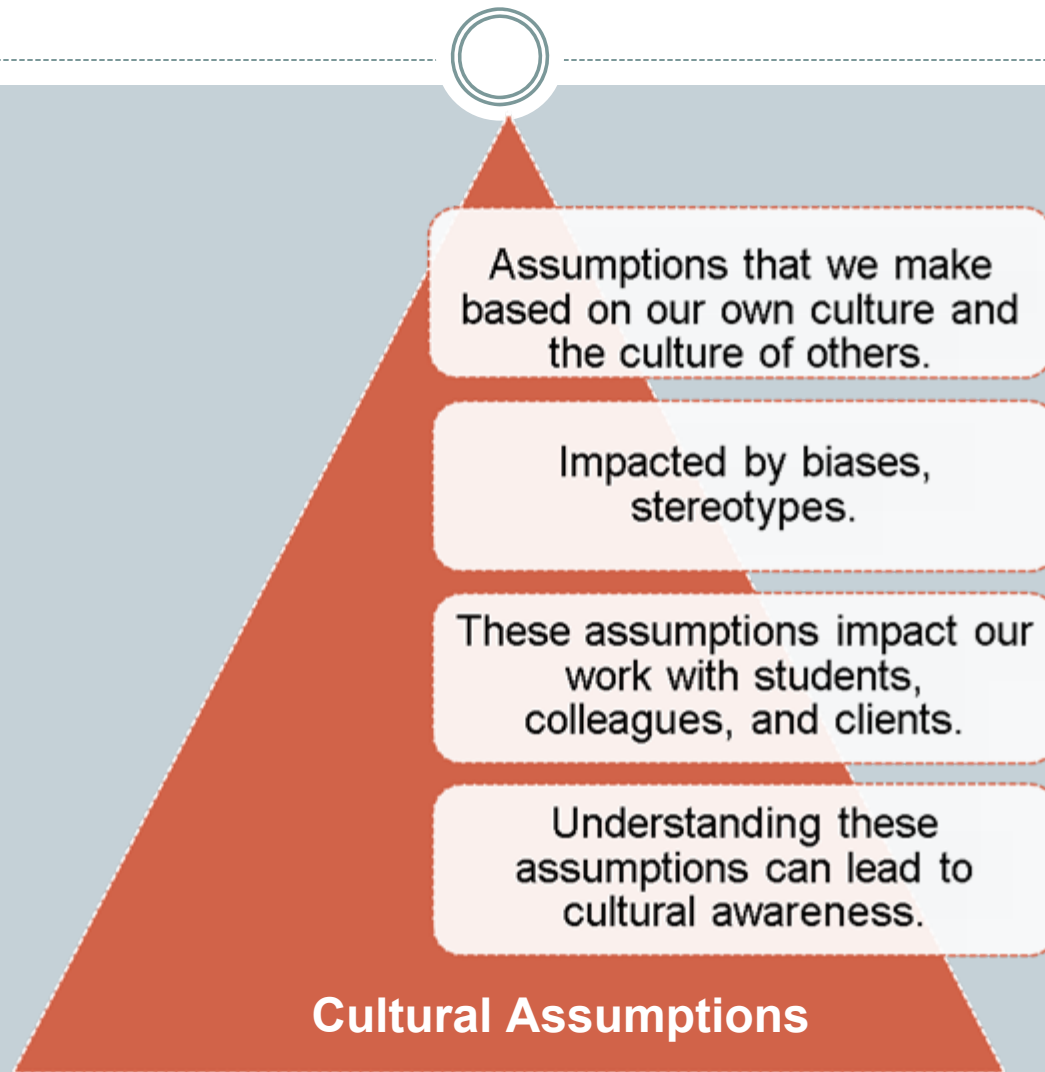 Assumptions that we make
based on our own culture and
the culture of others.
Impacted by biases,
stereotypes.
These assumptions impact our
work with students,
colleagues, and clients.
Understanding these
assumptions can lead to
cultural awareness.
Cultural Assumptions